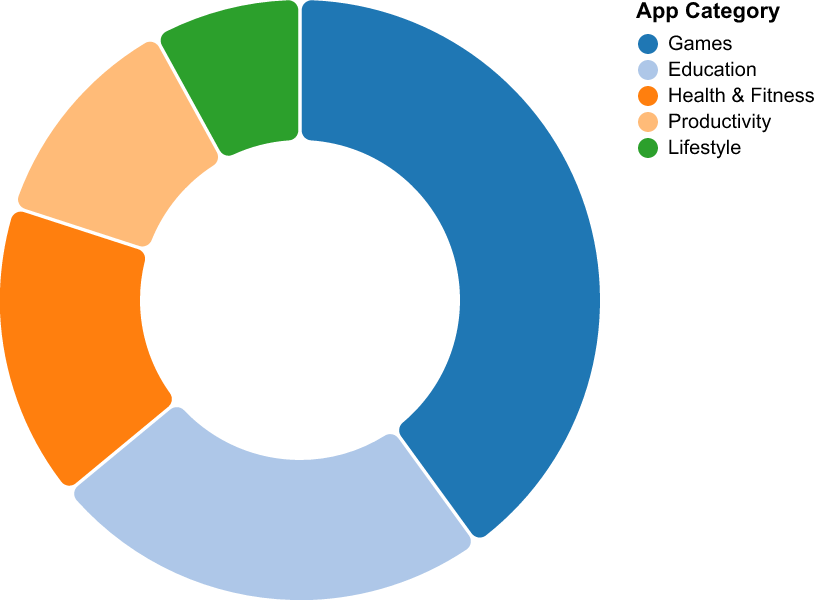 App Category
Games
Education
Health & Fitness
Productivity
Lifestyle